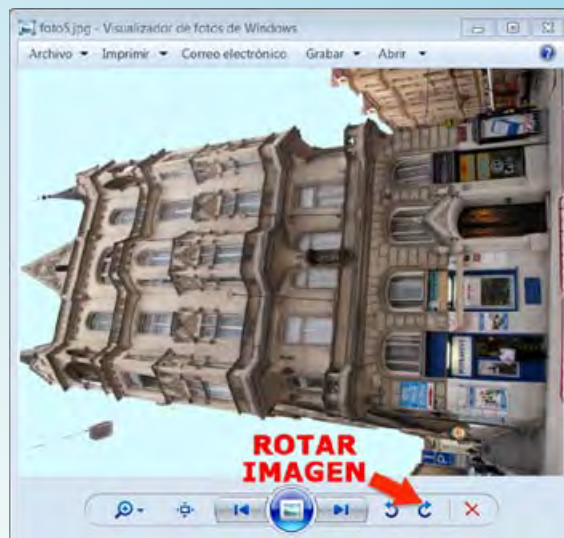 foto5.jpg - Visualizador de fotos de Windows
Archivo Imprimir Correo electrónico Grabar Abrir
ROTAR
IMAGEN